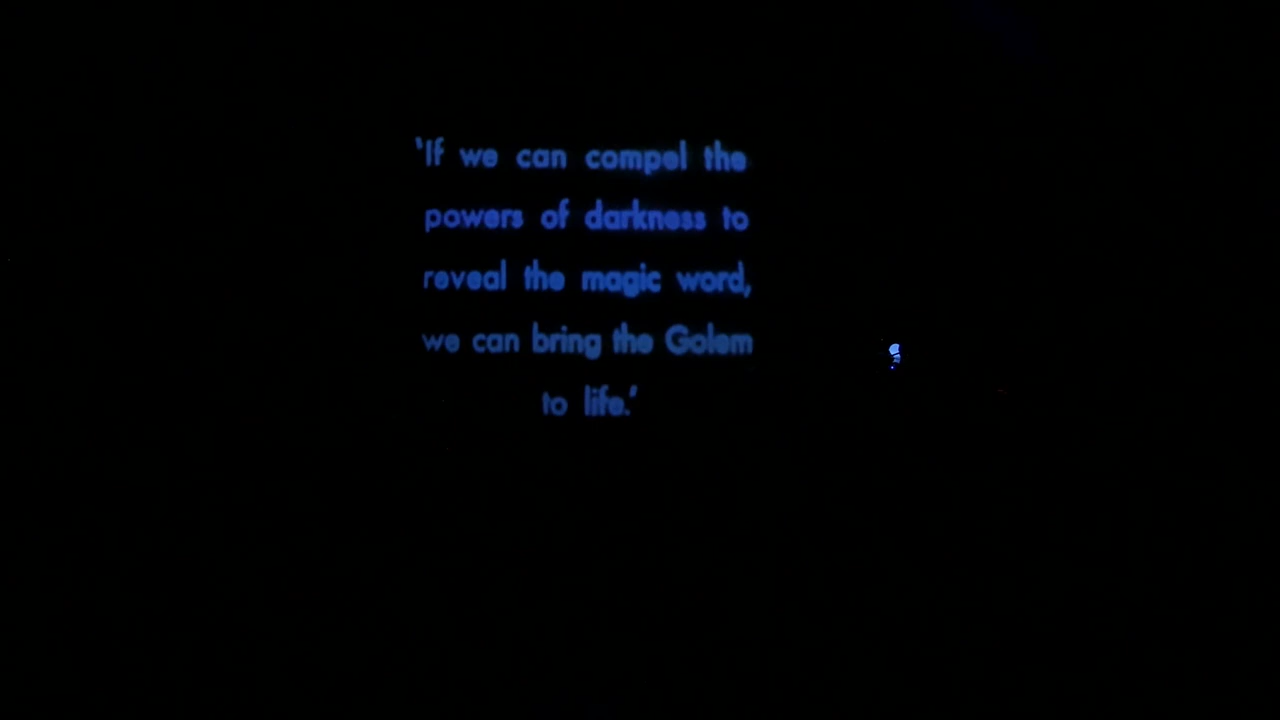 'If we can compel the
powers of darkness to
reveal the magic word,
we can bring the Golem
to life.'